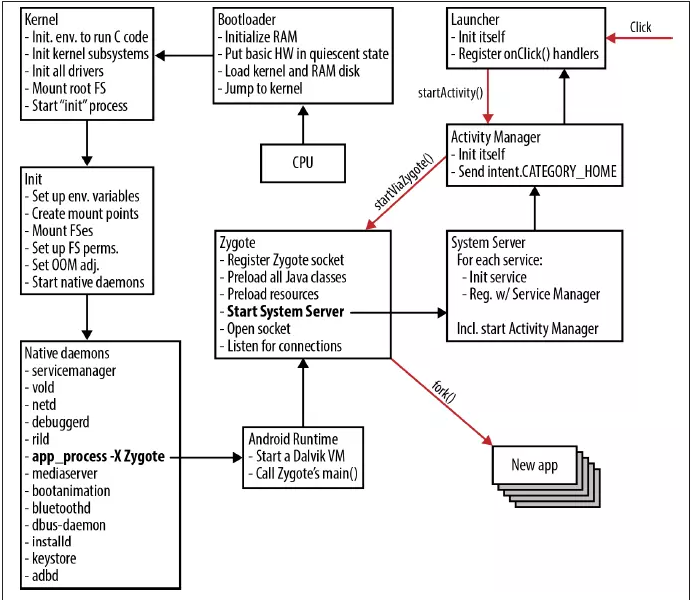 Kernel
- Init. env. to run C code
- Init kernel subsystems
- Init all drivers
- Mount root FS
- Start “init” process
Bootloader
- Initialize RAM
- Put basic HW in quiescent state
- Load kernel and RAM disk
- Jump to kernel
Launcher
- Init itself
- Register onClick() handlers
Click
startActivity()
CPU
Activity Manager
- Init itself
- Send intent.CATEGORY_HOME
startViaZygote()
Init
- Set up env. variables
- Create mount points
- Mount FSes
- Set up FS perms.
- Set OOM adj.
- Start native daemons
Zygote
- Register Zygote socket
- Preload all Java classes
- Preload resources
- Start System Server
- Open socket
- Listen for connections
System Server
For each service:
- Init service
- Reg. w/ Service Manager
Incl. start Activity Manager
Native daemons
- servicemanager
- vold
- netd
- debuggerd
- rild
- app_process -X Zygote
- mediaserver
- bootanimation
- bluetoothd
- dbus-daemon
- installd
- keystore
- adbd
Android Runtime
- Start a Dalvik VM
- Call Zygote’s main()
fork()
New app